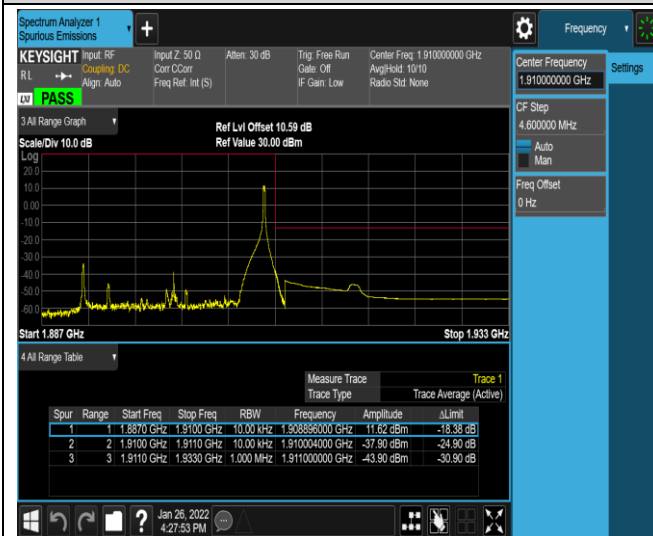 Spectrum Analyzer 1
Spurious Emissions
+
Frequency
KEYSIGHT
RL
PASS
Input: RF
Coupling: DC
Align: Auto
Input Z: 50 Ω
Corr CCorr
Freq Ref: Int (S)
Atten: 30 dB
Trig: Free Run
Gate: Off
IF Gain: Low
Center Freq: 1.910000000 GHz
Avg|Hold: 10/10
Radio Std: None
Center Frequency
1.910000000 GHz
Settings
CF Step
4.600000 MHz
Auto
Man
Freq Offset
0 Hz
3 All Range Graph
Scale/Div 10.0 dB
Ref Lvl Offset 10.59 dB
Ref Value 30.00 dBm
Log
20.0
10.0
0.00
-10.0
-20.0
-30.0
-40.0
-50.0
-60.0
Start 1.887 GHz
Stop 1.933 GHz
4 All Range Table
Measure Trace Trace 1
Trace Type Trace Average (Active)
Spur Range Start Freq Stop Freq RBW Frequency Amplitude ΔLimit
1 1 1.8870 GHz 1.9100 GHz 10.00 kHz 1.908896000 GHz 11.62 dBm -18.38 dB
2 2 1.9100 GHz 1.9110 GHz 10.00 kHz 1.910004000 GHz -37.90 dBm -24.90 dB
3 3 1.9110 GHz 1.9330 GHz 1.000 MHz 1.911000000 GHz -43.90 dBm -30.90 dB
?
Jan 26, 2022
4:27:53 PM